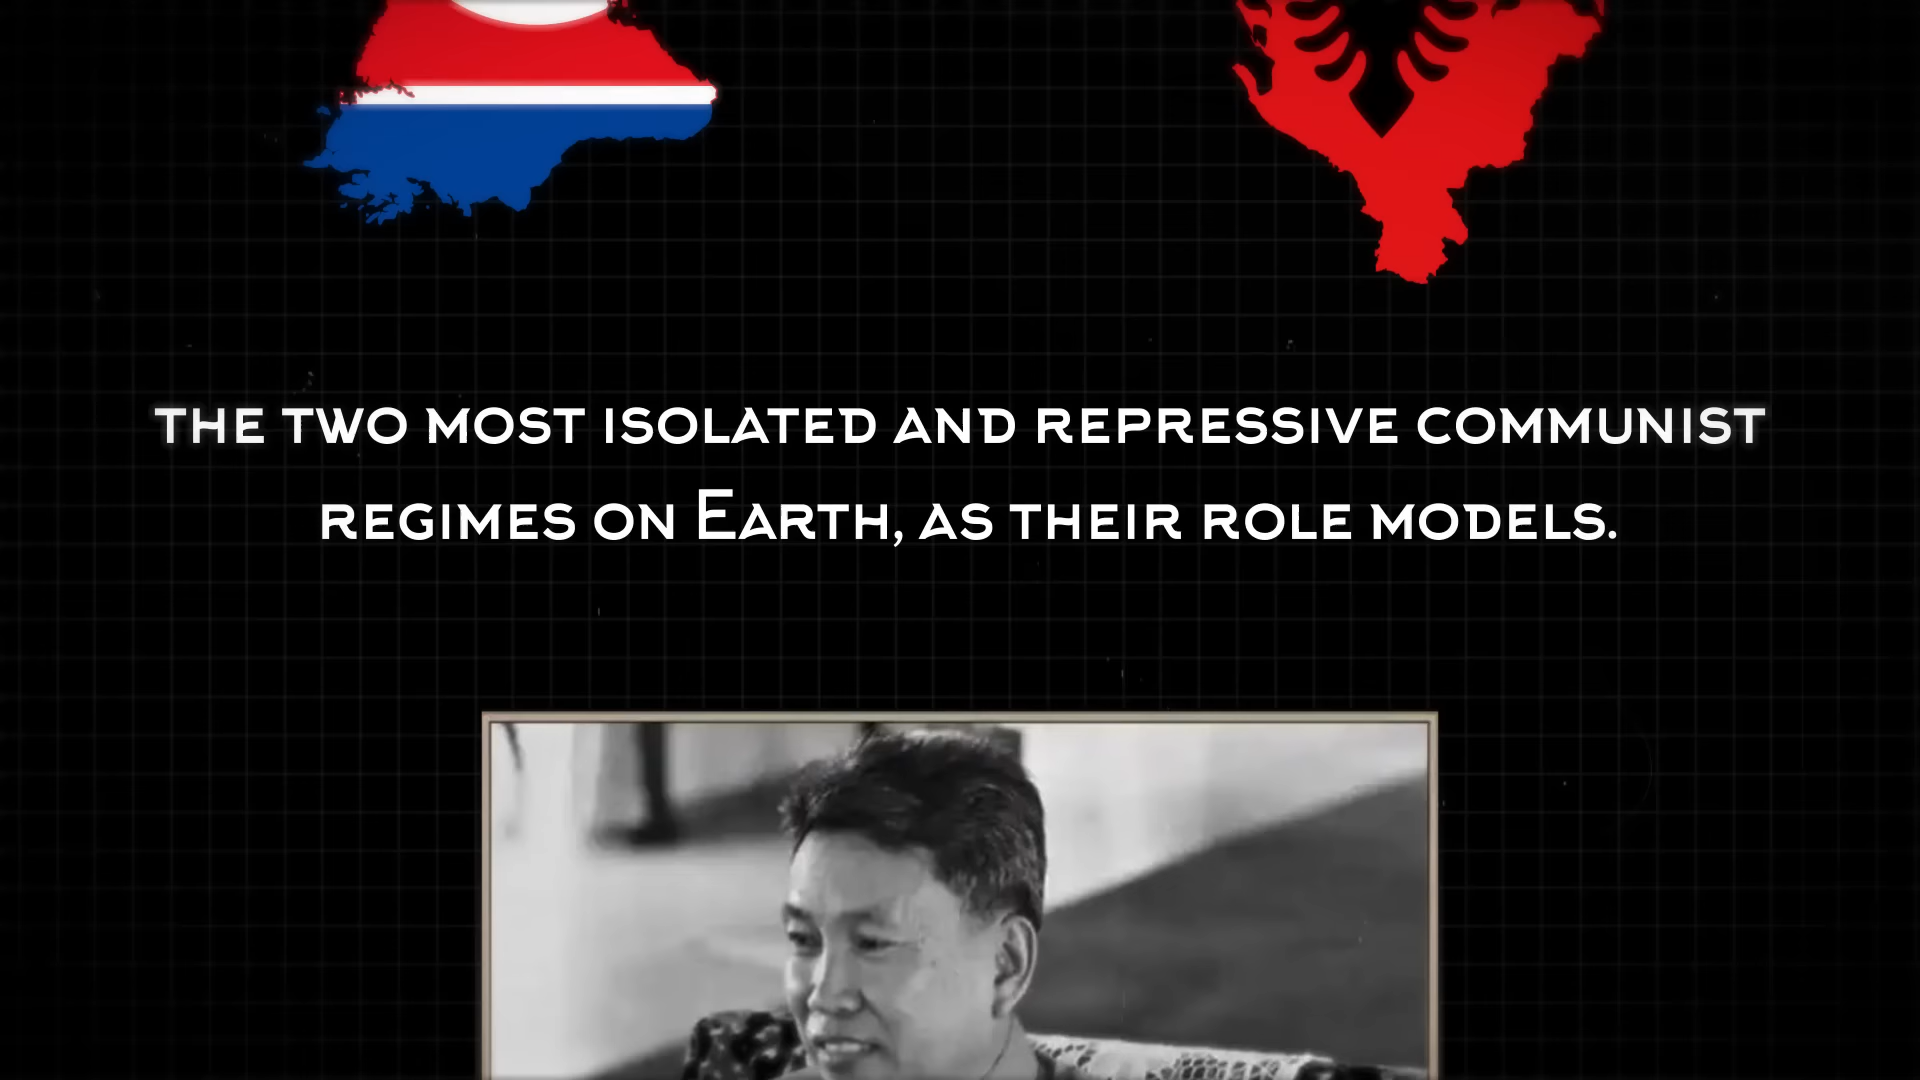 THE TWO MOST ISOLATED AND REPRESSIVE COMMUNIST
REGIMES ON EARTH, AS THEIR ROLE MODELS.